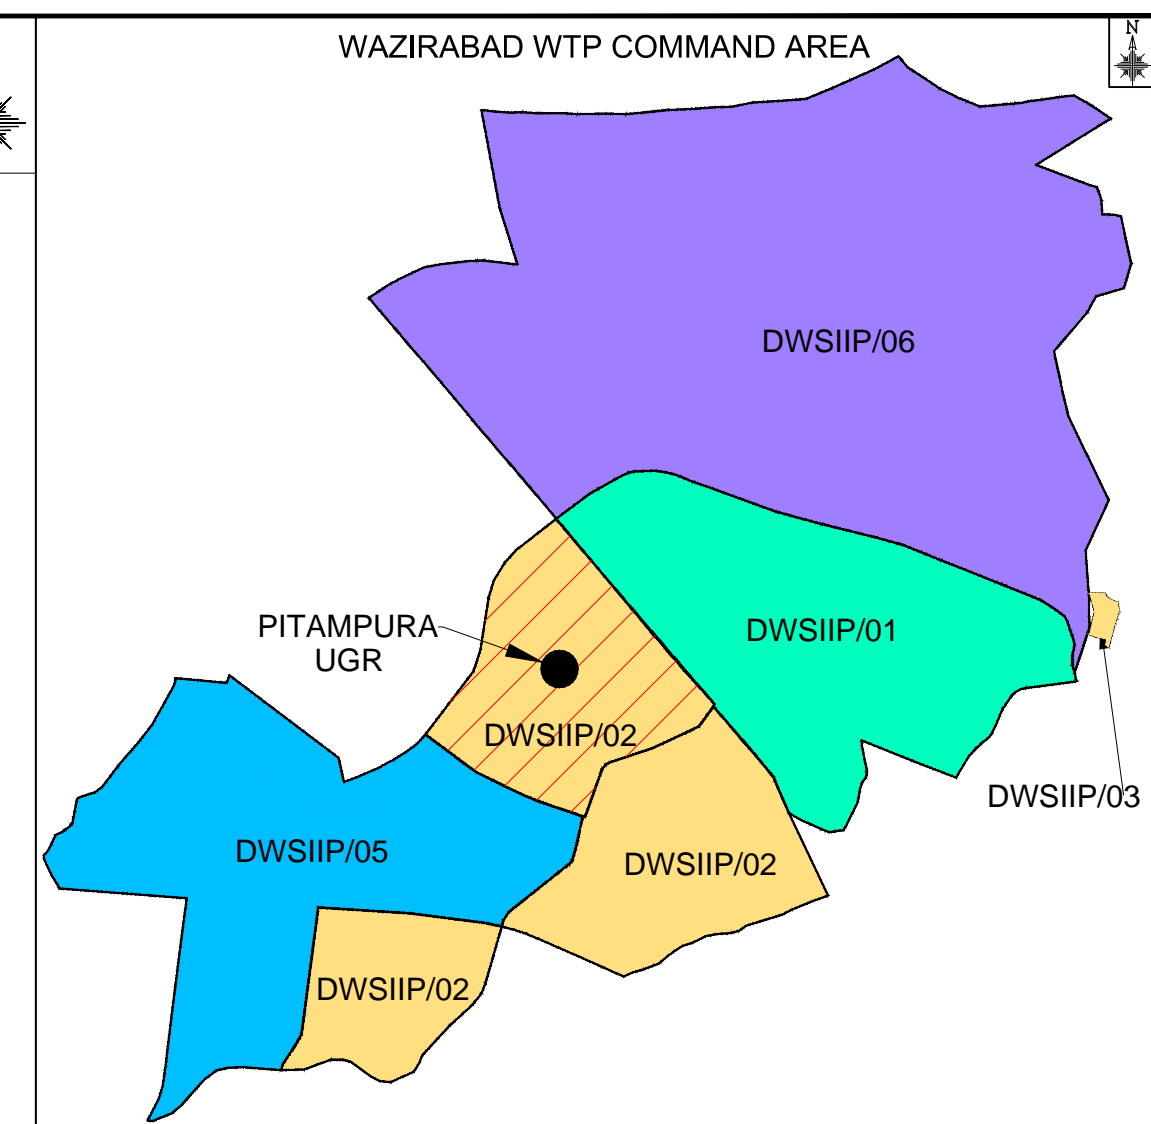 WAZIRABAD WTP COMMAND AREA
N
DWSIIP/06
DWSIIP/01
PITAMPURA
UGR
DWSIIP/02
DWSIIP/03
DWSIIP/05
DWSIIP/02
DWSIIP/02